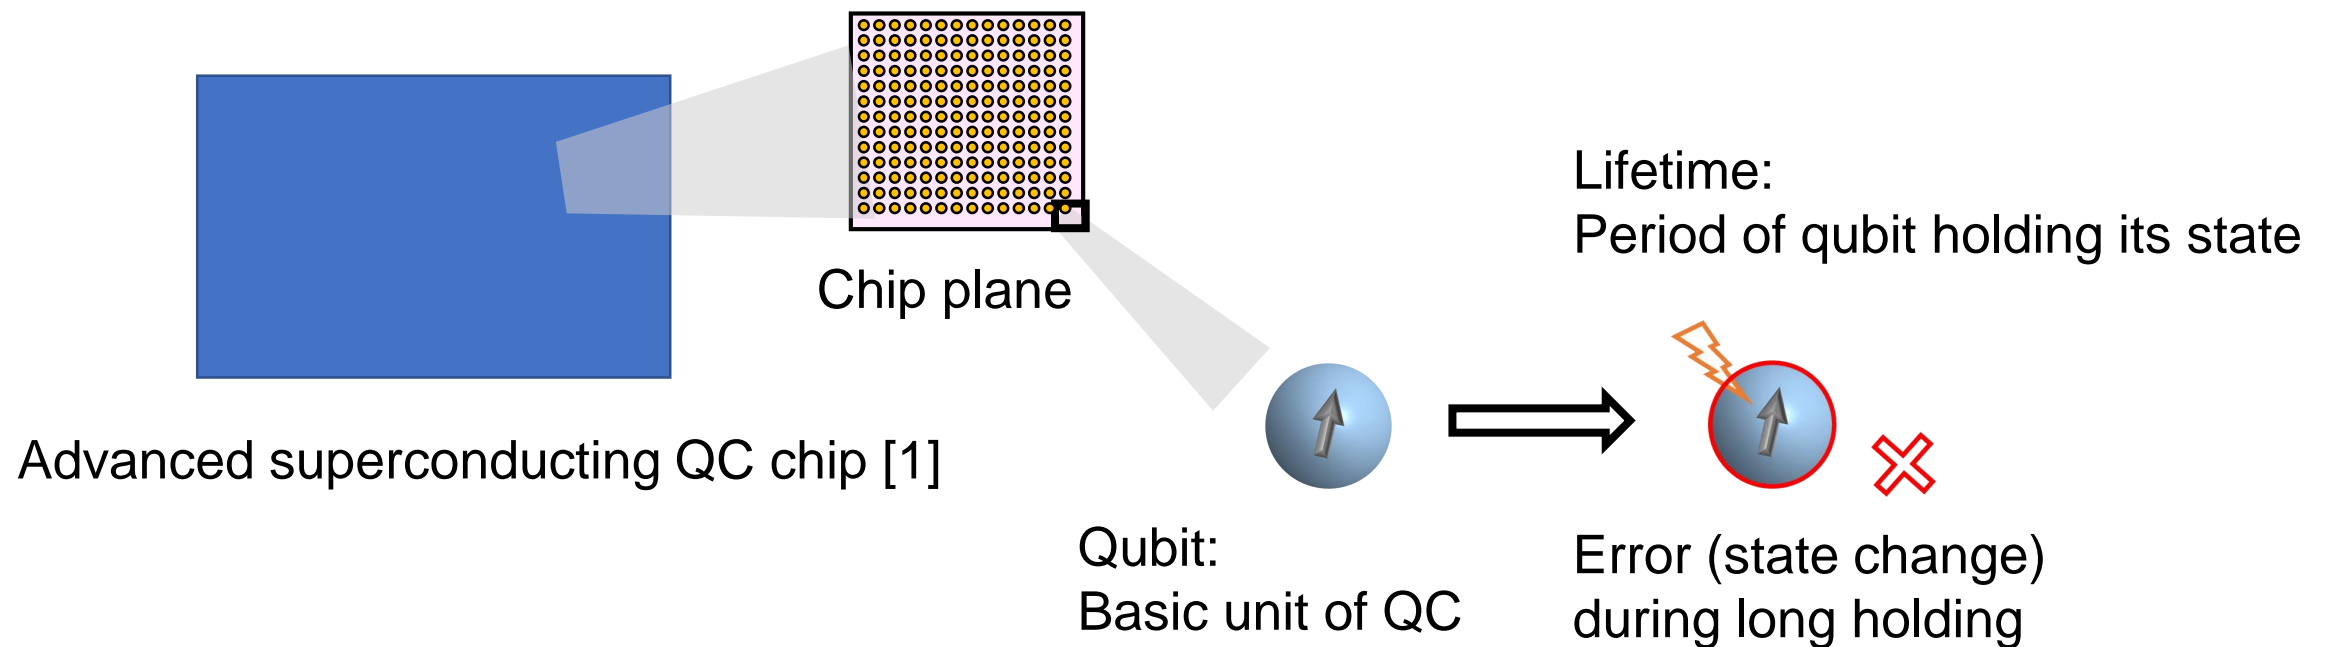 Chip plane
Advanced superconducting QC chip [1]
Lifetime:
Period of qubit holding its state
Qubit:
Basic unit of QC
Error (state change)
during long holding